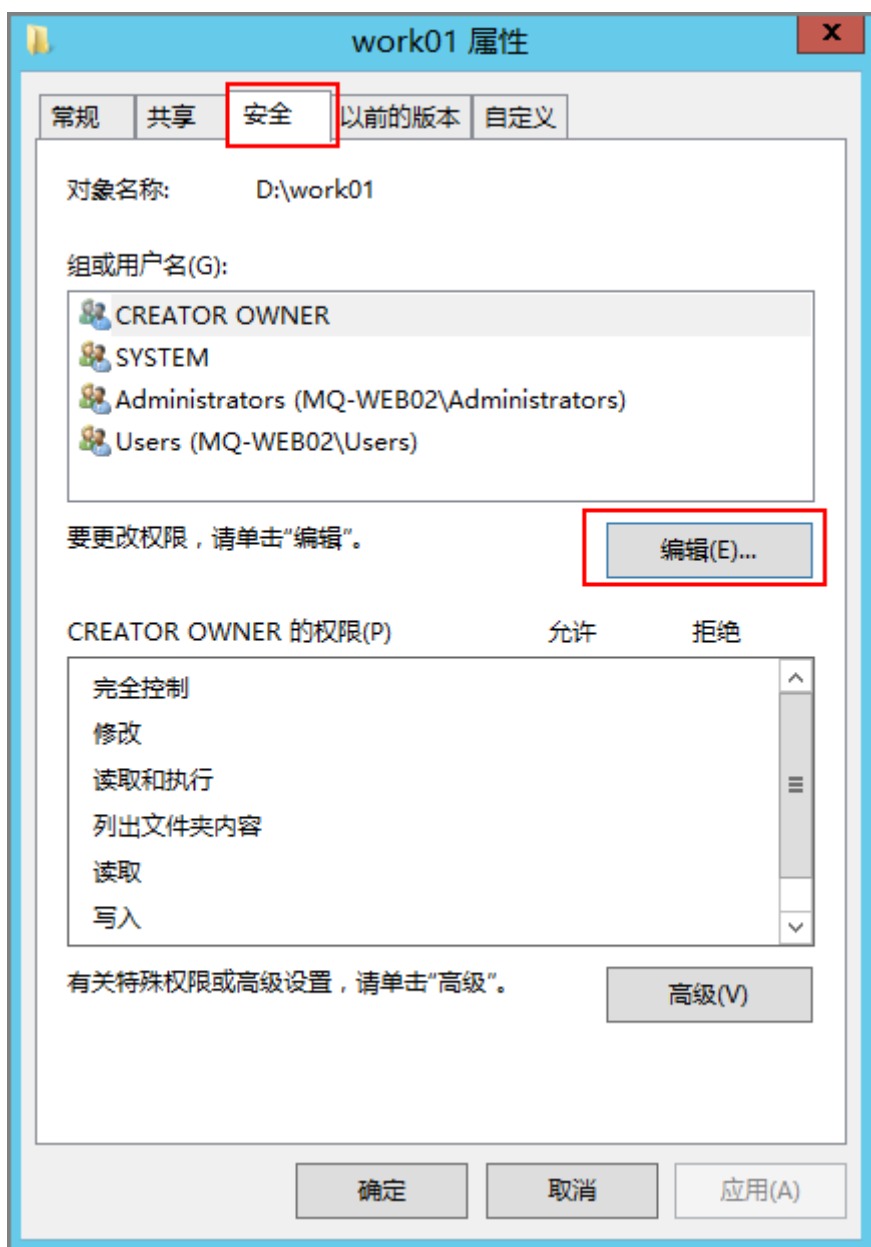 work01 属性
x
常规 共享 安全 以前的版本 自定义
对象名称: D:\work01
组或用户名(G):
CREATOR OWNER
SYSTEM
Administrators (MQ-WEB02\Administrators)
Users (MQ-WEB02\Users)
要更改权限，请单击“编辑”。 编辑(E)...
CREATOR OWNER 的权限(P) 允许 拒绝
完全控制
修改
读取和执行
列出文件夹内容
读取
写入
有关特殊权限或高级设置，请单击“高级”。 高级(V)
确定 取消 应用(A)